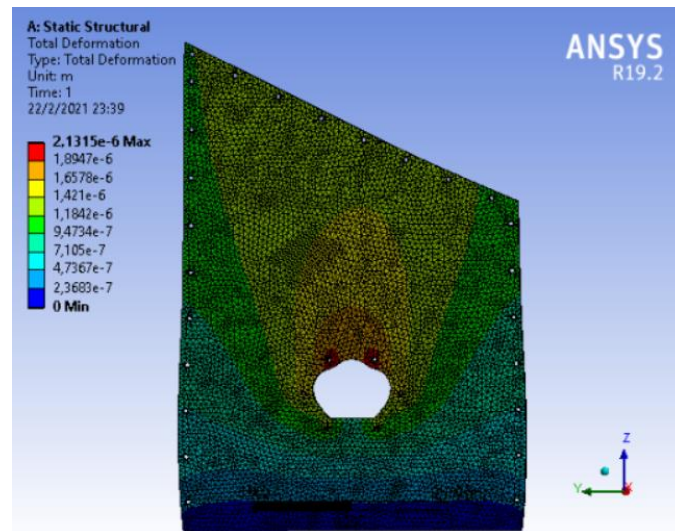 A: Static Structural
Total Deformation
Type: Total Deformation
Unit: m
Time: 1
22/2/2021 23:39
2,1315e-6 Max
1,8947e-6
1,6578e-6
1,421e-6
1,1842e-6
9,4734e-7
7,105e-7
4,7367e-7
2,3683e-7
0 Min
ANSYS
R19.2
Z
Y
X